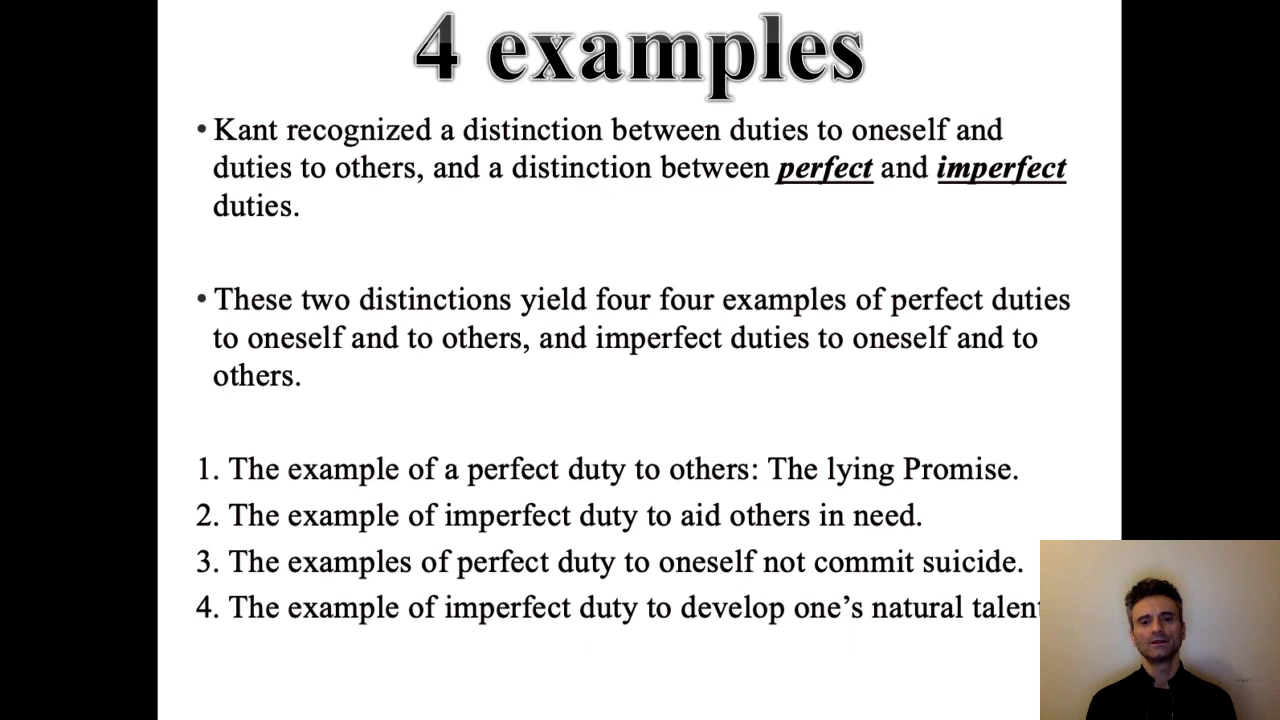 4 examples
• Kant recognized a distinction between duties to oneself and
duties to others, and a distinction between perfect and imperfect
duties.
• These two distinctions yield four four examples of perfect duties
to oneself and to others, and imperfect duties to oneself and to
others.
1. The example of a perfect duty to others: The lying Promise.
2. The example of imperfect duty to aid others in need.
3. The examples of perfect duty to oneself not commit suicide.
4. The example of imperfect duty to develop one’s natural talent